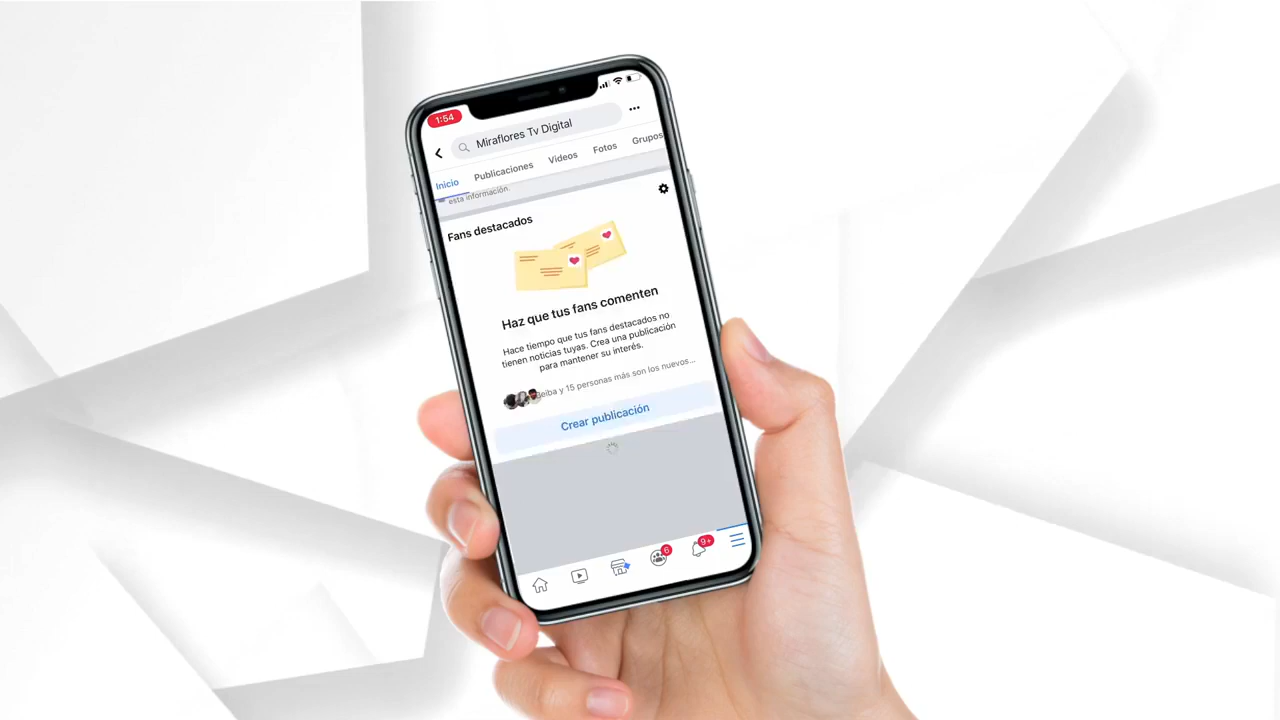 1:54
Miraflores Tv Digital
Inicio
Publicaciones
Videos
Fotos
Grupos
esta información.
Fans destacados
Haz que tus fans comenten
Hace tiempo que tus fans destacados no
tienen noticias tuyas. Crea una publicación
para mantener su interés.
y 15 personas más son los nuevos...
Crear publicación
6
9+